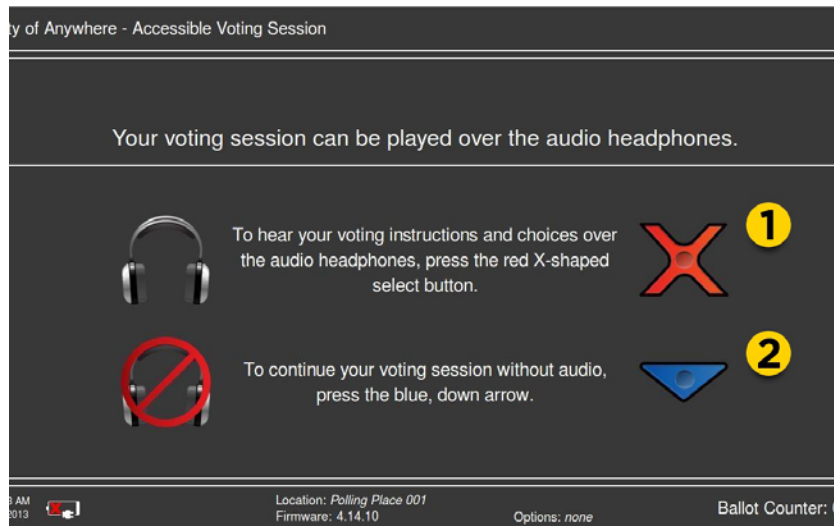 ty of Anywhere - Accessible Voting Session
Your voting session can be played over the audio headphones.
To hear your voting instructions and choices over
the audio headphones, press the red X-shaped
select button.
1
To continue your voting session without audio,
press the blue, down arrow.
2
AM
2013
Location: Polling Place 001
Firmware: 4.14.10
Options: none
Ballot Counter: